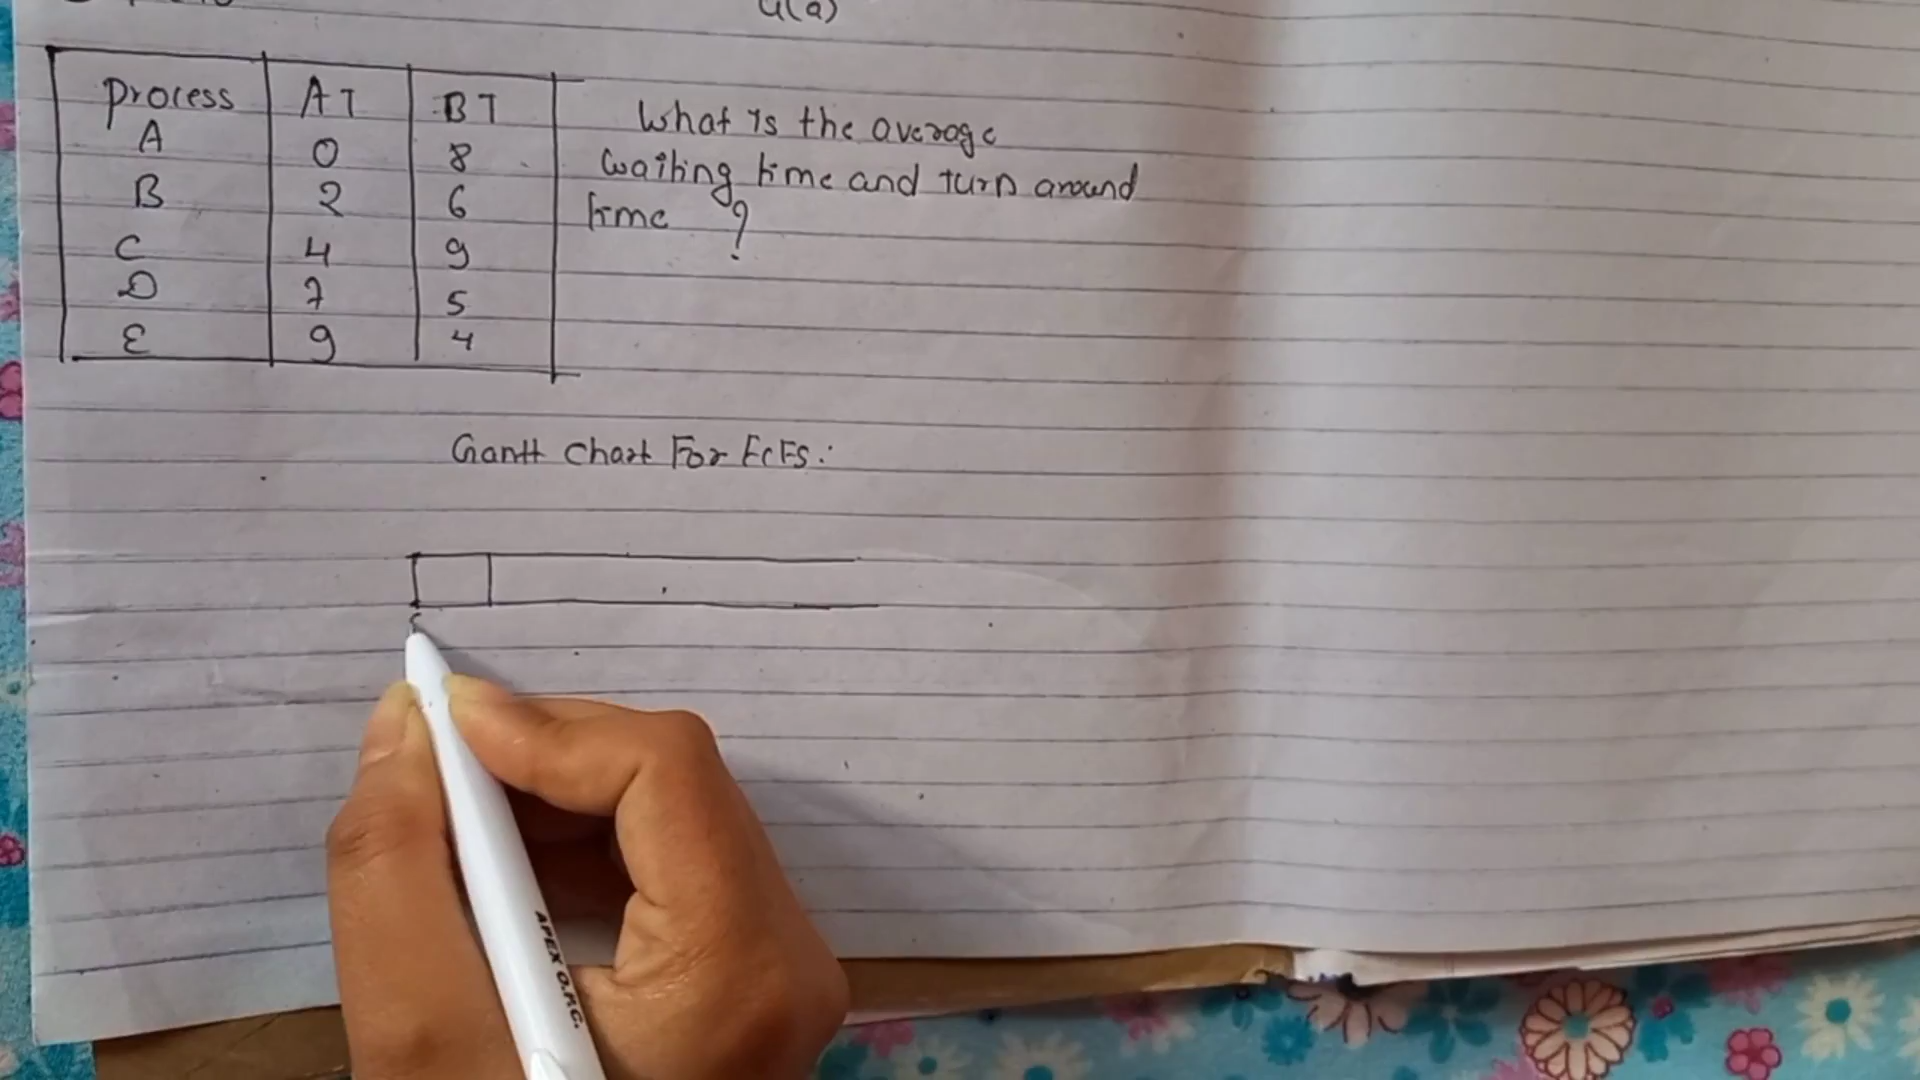 4(a)
Process AT BT
A 0 8
B 2 6
C 4 9
D 7 5
E 9 4
What is the average
waiting time and turn around
time ?
Gantt Chart For FCFS:
APEX O.P.C.